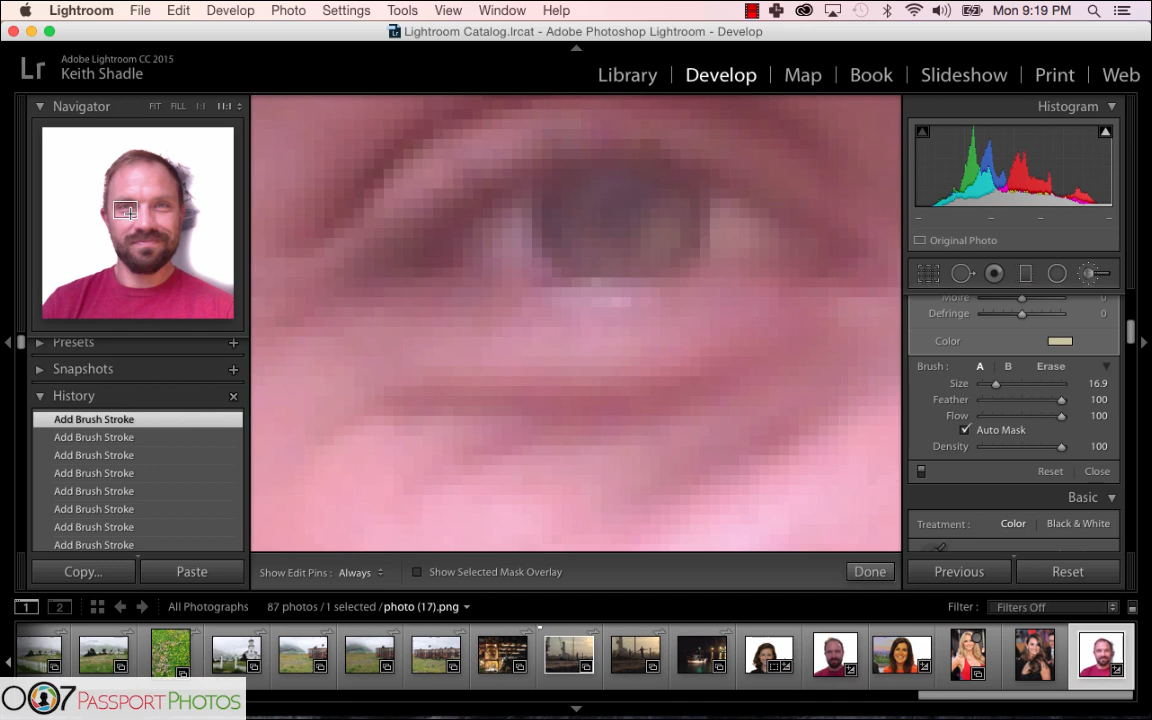 Lightroom File Edit Develop Photo Settings Tools View Window Help Mon 9:19 PM
Lightroom Catalog.lrcat - Adobe Photoshop Lightroom - Develop
Lr Adobe Lightroom CC 2015
Keith Shadle
Library | Develop | Map | Book | Slideshow | Print | Web
Navigator FIT FILL 1:1 11:1
Histogram
Original Photo
Moiré 0
Defringe 0
Color
Brush : A B Erase
Size 16.9
Feather 100
Flow 100
Auto Mask
Density 100
Reset Close
Basic
Treatment : Color Black & White
Presets
Snapshots
History
Add Brush Stroke
Add Brush Stroke
Add Brush Stroke
Add Brush Stroke
Add Brush Stroke
Add Brush Stroke
Add Brush Stroke
Add Brush Stroke
Copy... Paste
Show Edit Pins : Always Show Selected Mask Overlay Done
Previous Reset
1 2 All Photographs 87 photos / 1 selected / photo (17).png Filter : Filters Off
007 PASSPORT PHOTOS